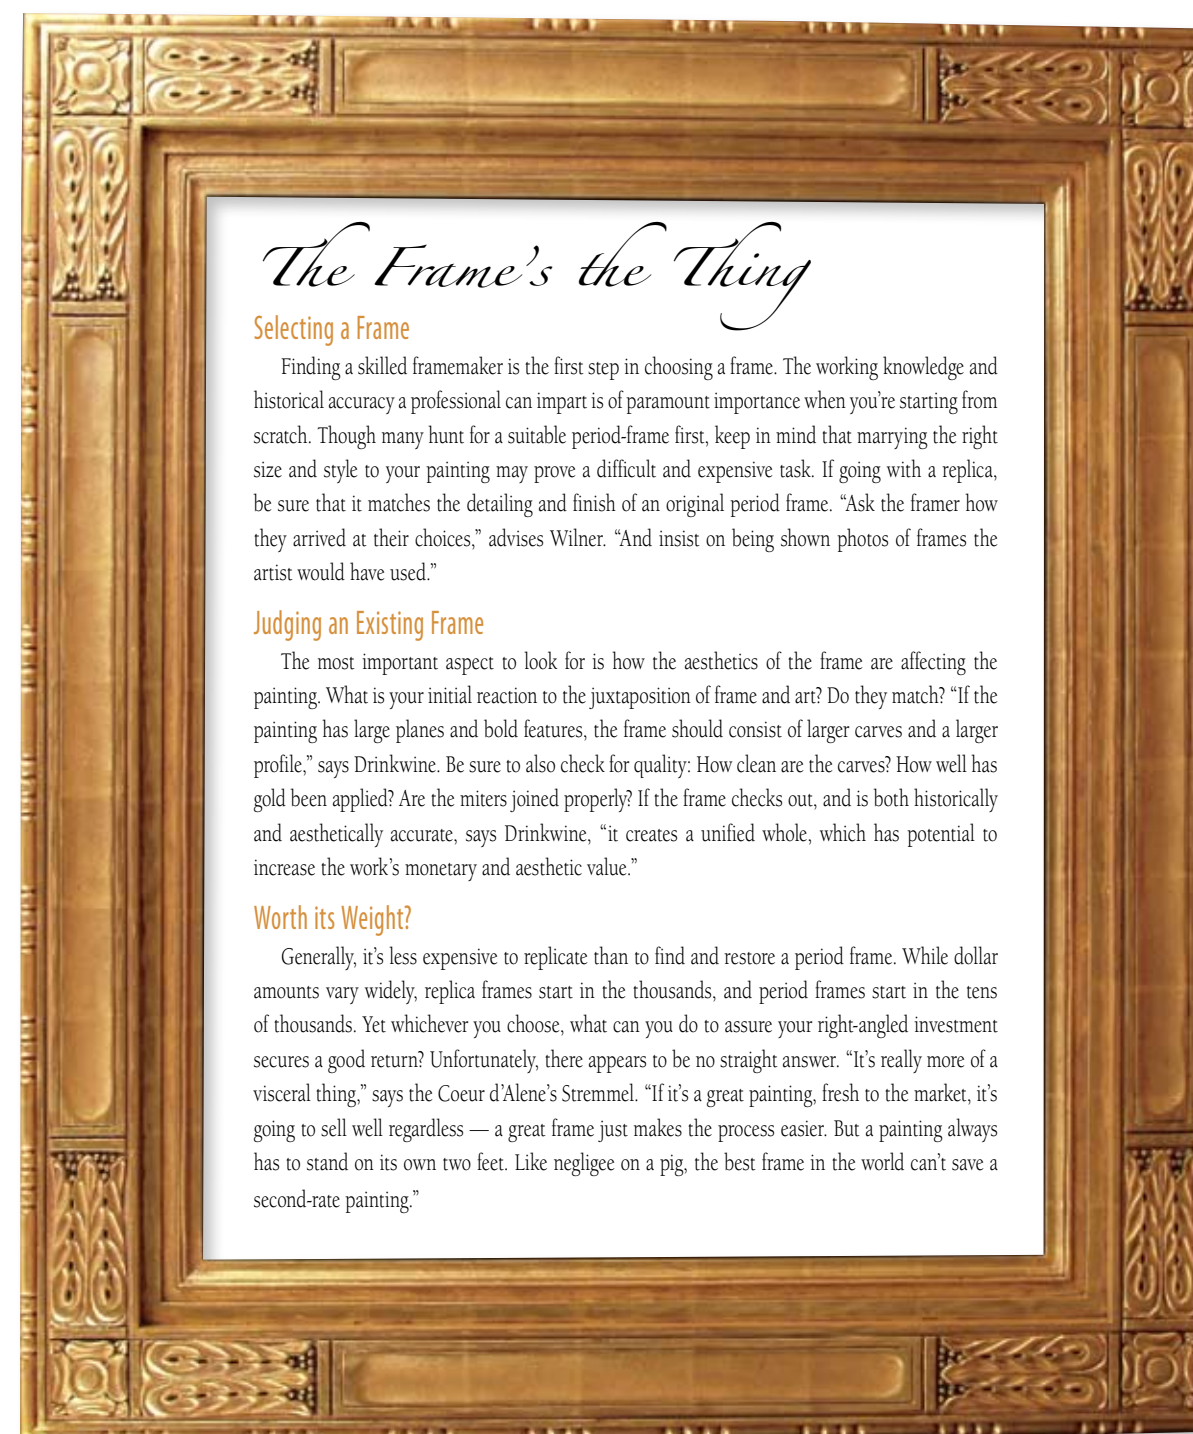 The Frame's the Thing
Selecting a Frame
Finding a skilled framemaker is the first step in choosing a frame. The working knowledge and
historical accuracy a professional can impart is of paramount importance when you're starting from
scratch. Though many hunt for a suitable period-frame first, keep in mind that marrying the right
size and style to your painting may prove a difficult and expensive task. If going with a replica,
be sure that it matches the detailing and finish of an original period frame. “Ask the framer how
they arrived at their choices,” advises Wilner. “And insist on being shown photos of frames the
artist would have used.”
Judging an Existing Frame
The most important aspect to look for is how the aesthetics of the frame are affecting the
painting. What is your initial reaction to the juxtaposition of frame and art? Do they match? “If the
painting has large planes and bold features, the frame should consist of larger carves and a larger
profile,” says Drinkwine. Be sure to also check for quality: How clean are the carves? How well has
gold been applied? Are the miters joined properly? If the frame checks out, and is both historically
and aesthetically accurate, says Drinkwine, “it creates a unified whole, which has potential to
increase the work's monetary and aesthetic value.”
Worth its Weight?
Generally, it's less expensive to replicate than to find and restore a period frame. While dollar
amounts vary widely, replica frames start in the thousands, and period frames start in the tens
of thousands. Yet whichever you choose, what can you do to assure your right-angled investment
secures a good return? Unfortunately, there appears to be no straight answer. “It's really more of a
visceral thing,” says the Coeur d'Alene's Stremmel. “If it's a great painting, fresh to the market, it's
going to sell well regardless — a great frame just makes the process easier. But a painting always
has to stand on its own two feet. Like negligee on a pig, the best frame in the world can't save a
second-rate painting.”